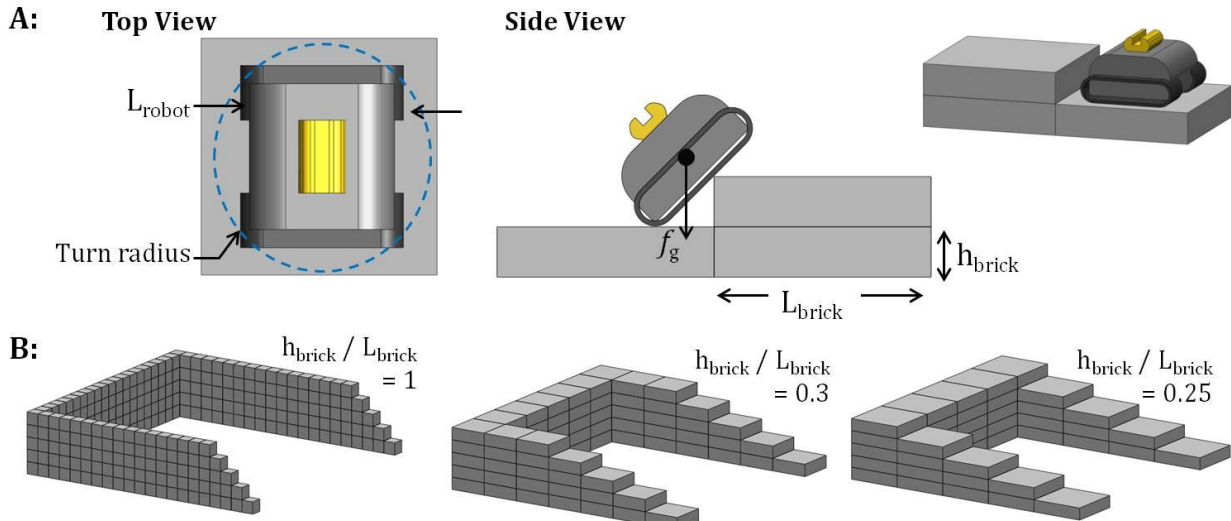 A: Top View Side View
L_robot
Turn radius
f_g
h_brick
L_brick
B:
h_brick / L_brick
= 1
h_brick / L_brick
= 0.3
h_brick / L_brick
= 0.25